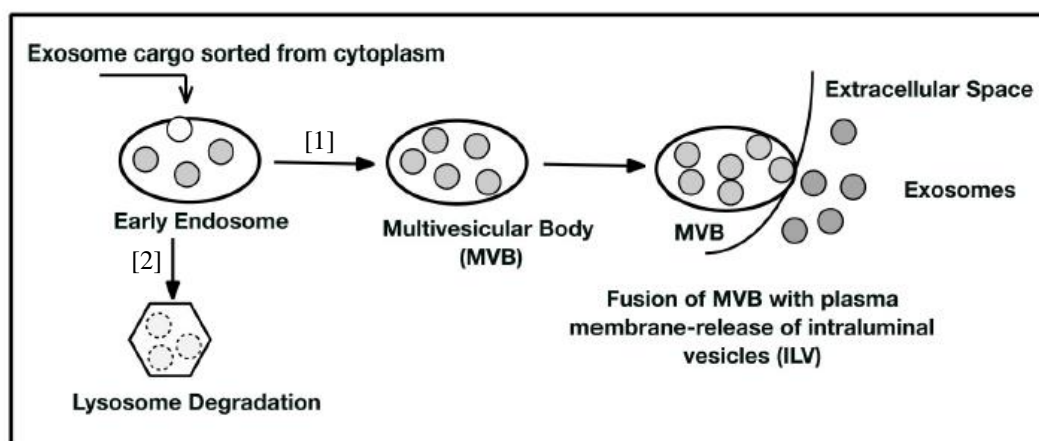 Exosome cargo sorted from cytoplasm
[1]
Early Endosome
[2]
Lysosome Degradation
Multivesicular Body
(MVB)
MVB
Extracellular Space
Exosomes
Fusion of MVB with plasma
membrane-release of intraluminal
vesicles (ILV)